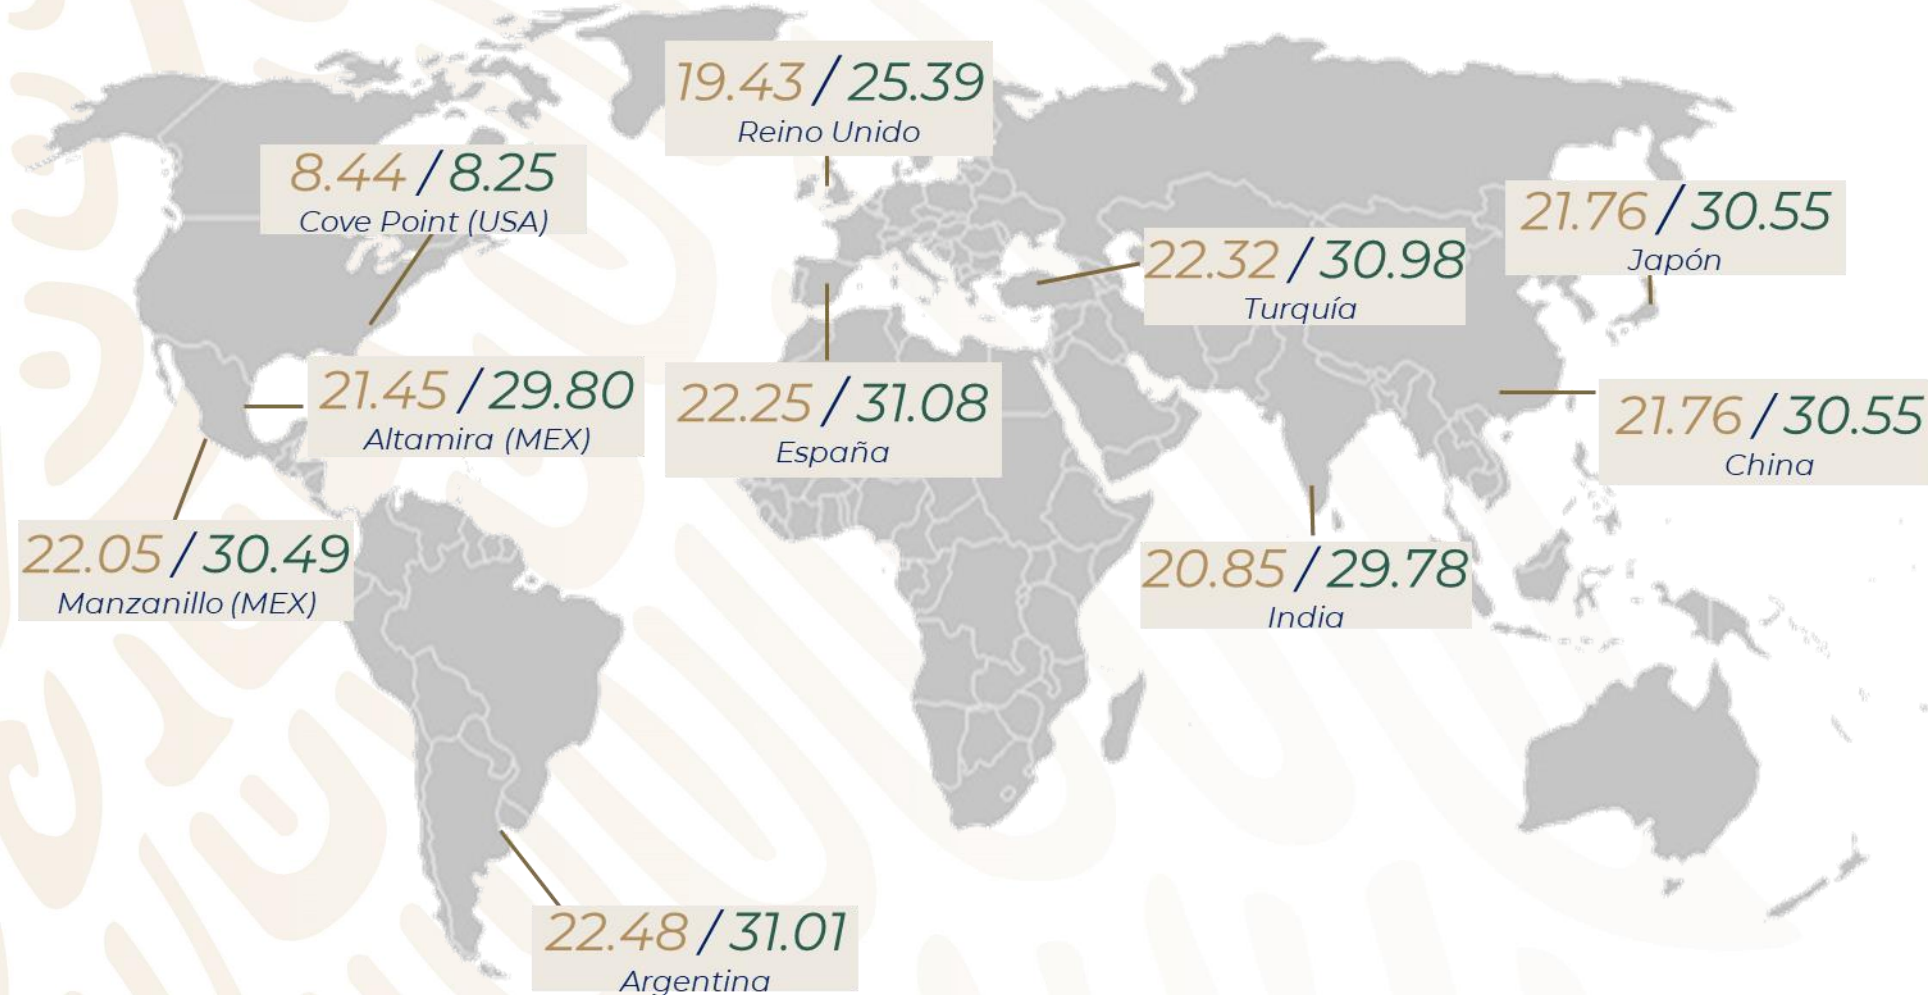 19.43 / 25.39
Reino Unido
8.44 / 8.25
Cove Point (USA)
21.76 / 30.55
Japón
22.32 / 30.98
Turquía
21.45 / 29.80
Altamira (MEX)
22.25 / 31.08
España
21.76 / 30.55
China
22.05 / 30.49
Manzanillo (MEX)
20.85 / 29.78
India
22.48 / 31.01
Argentina